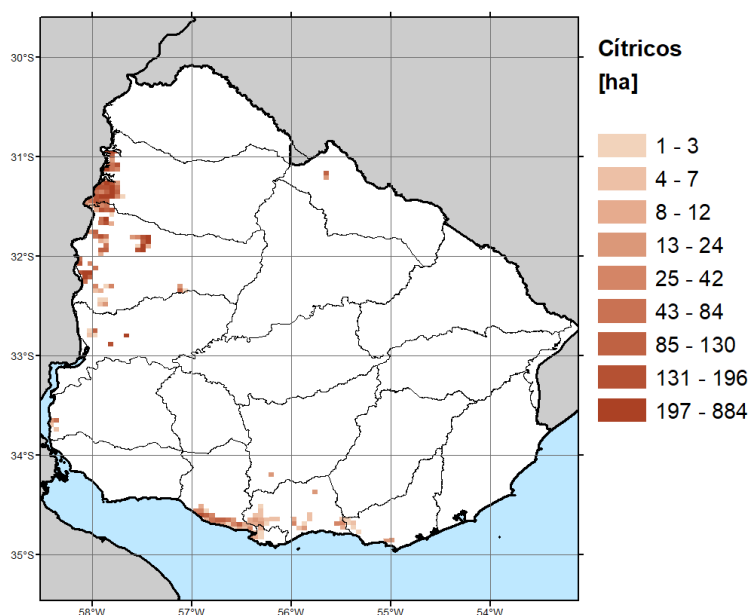 Cítricos
[ha]
1 - 3
4 - 7
8 - 12
13 - 24
25 - 42
43 - 84
85 - 130
131 - 196
197 - 884
30°S
31°S
32°S
33°S
34°S
35°S
58°W
57°W
56°W
55°W
54°W